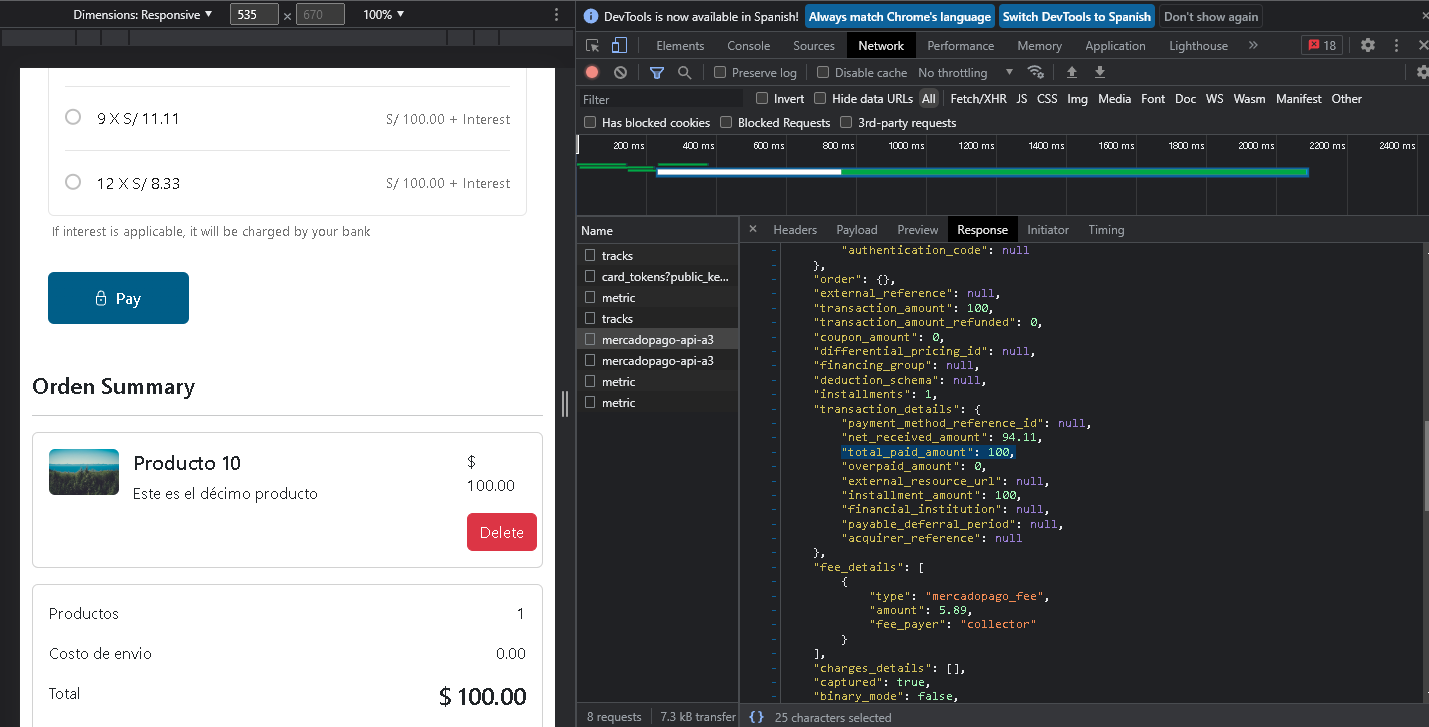 Dimensions: Responsive ▼ 535 × 670 100% ▼
9 X S/ 11.11 S/ 100.00 + Interest
12 X S/ 8.33 S/ 100.00 + Interest
If interest is applicable, it will be charged by your bank
Pay
Orden Summary
Producto 10 $ 100.00
Este es el décimo producto
Delete
Productos 1
Costo de envio 0.00
Total $ 100.00
DevTools is now available in Spanish! Always match Chrome's language Switch DevTools to Spanish Don't show again
Elements Console Sources Network Performance Memory Application Lighthouse » 18
Preserve log Disable cache No throttling ▼
Filter Invert Hide data URLs All Fetch/XHR JS CSS Img Media Font Doc WS Wasm Manifest Other
Has blocked cookies Blocked Requests 3rd-party requests
200 ms 400 ms 600 ms 800 ms 1000 ms 1200 ms 1400 ms 1600 ms 1800 ms 2000 ms 2200 ms 2400 ms
Name
tracks
card_tokens?public_ke...
metric
tracks
mercadopago-api-a3
mercadopago-api-a3
metric
metric
8 requests 7.3 kB transfer
× Headers Payload Preview Response Initiator Timing
"authentication_code": null
},
"order": {},
"external_reference": null,
"transaction_amount": 100,
"transaction_amount_refunded": 0,
"coupon_amount": 0,
"differential_pricing_id": null,
"financing_group": null,
"deduction_schema": null,
"installments": 1,
"transaction_details": {
"payment_method_reference_id": null,
"net_received_amount": 94.11,
"total_paid_amount": 100,
"overpaid_amount": 0,
"external_resource_url": null,
"installment_amount": 100,
"financial_institution": null,
"payable_deferral_period": null,
"acquirer_reference": null
},
"fee_details": [
{
"type": "mercadopago_fee",
"amount": 5.89,
"fee_payer": "collector"
}
],
"charges_details": [],
"captured": true,
"binary_mode": false,
{} 25 characters selected